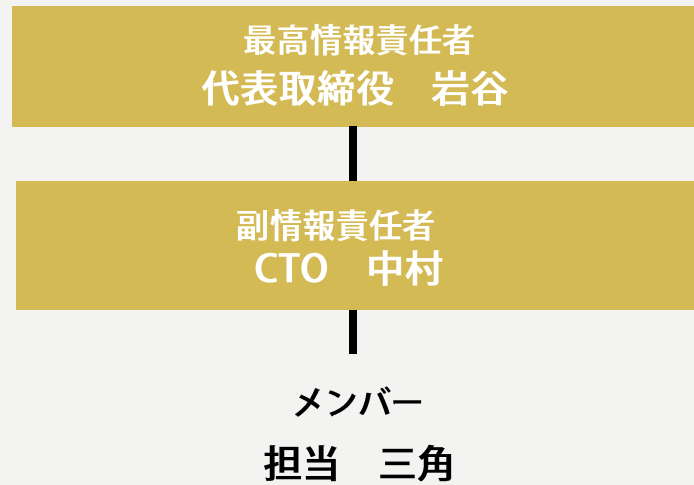 最高情報責任者
代表取締役　岩谷
副情報責任者
CTO　中村
メンバー
担当　三角